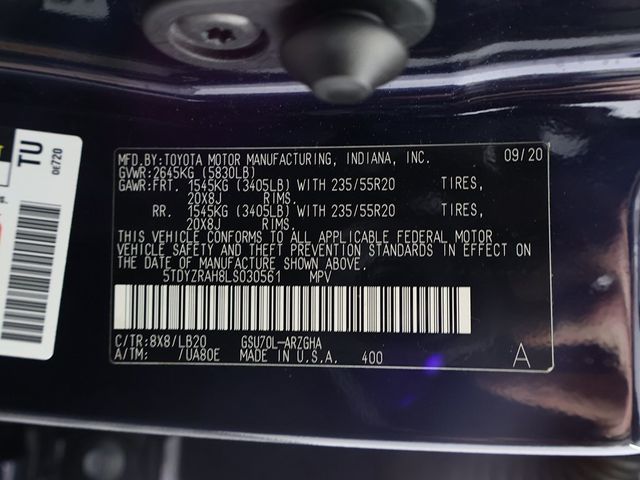 MFD.BY:TOYOTA MOTOR MANUFACTURING, INDIANA, INC. 09/20
GVWR:2645KG (5830LB)
GAWR:FRT. 1545KG (3405LB) WITH 235/55R20 TIRES,
20X8J RIMS.
RR. 1545KG (3405LB) WITH 235/55R20 TIRES,
20X8J RIMS.
THIS VEHICLE CONFORMS TO ALL APPLICABLE FEDERAL MOTOR
VEHICLE SAFETY AND THEFT PREVENTION STANDARDS IN EFFECT ON
THE DATE OF MANUFACTURE SHOWN ABOVE.
5TDYZRAH8LS030561 MPV
C/TR:8X8/LB20 GSU70L-ARZGHA
A/TM: /UA80E MADE IN U.S.A. 400 A
TU
0E720
s.